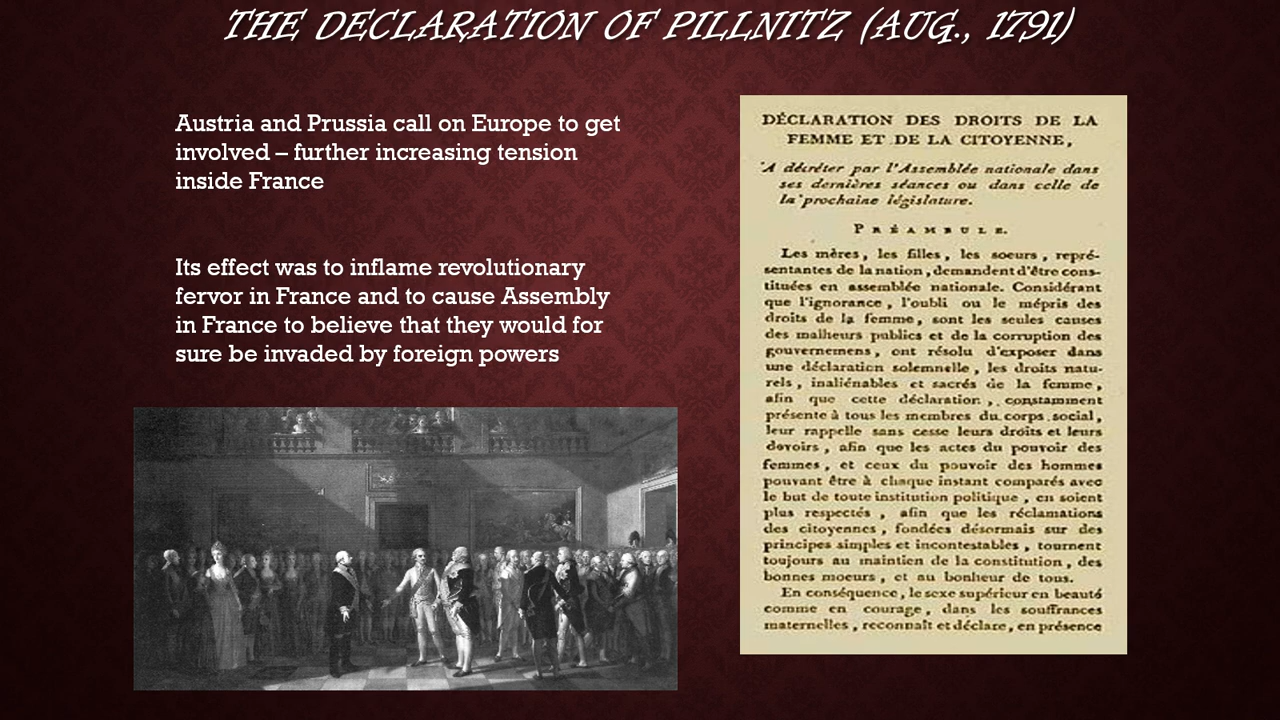 THE DECLARATION OF PILLNITZ (AUG., 1791)
Austria and Prussia call on Europe to get
involved – further increasing tension
inside France
Its effect was to inflame revolutionary
fervor in France and to cause Assembly
in France to believe that they would for
sure be invaded by foreign powers
DÉCLARATION DES DROITS DE LA
FEMME ET DE LA CITOYENNE,
A décréter par l'Assemblée nationale dans
ses dernières séances ou dans celle de
la prochaine législature.
PRÉAMBULE.
Les mères, les filles, les soeurs, repré-
sentantes de la nation, demandent d'être cons-
tituées en assemblée nationale. Considérant
que l'ignorance, l'oubli ou le mépris des
droits de la femme, sont les seules causes
des malheurs publics et de la corruption des
gouvernemens, ont résolu d'exposer dans
une déclaration solemnelle, les droits natu-
rels, inaliénables et sacrés de la femme,
afin que cette déclaration, constamment
présente à tous les membres du corps social,
leur rappelle sans cesse leurs droits et leurs
devoirs, afin que les actes du pouvoir des
femmes, et ceux du pouvoir des hommes
pouvant être à chaque instant comparés avec
le but de toute institution politique, en soient
plus respectés, afin que les réclamations
des citoyennes, fondées désormais sur des
principes simples et incontestables, tournent
toujours au maintien de la constitution, des
bonnes moeurs, et au bonheur de tous.
En conséquence, le sexe supérieur en beauté
comme en courage, dans les souffrances
maternelles, reconnaît et déclare, en présence